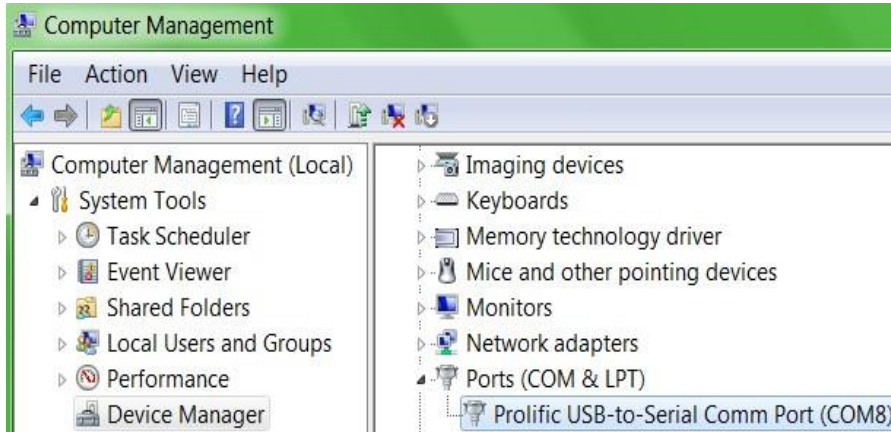 Computer Management
File Action View Help
Computer Management (Local)
System Tools
Task Scheduler
Event Viewer
Shared Folders
Local Users and Groups
Performance
Device Manager
Imaging devices
Keyboards
Memory technology driver
Mice and other pointing devices
Monitors
Network adapters
Ports (COM & LPT)
Prolific USB-to-Serial Comm Port (COM8)